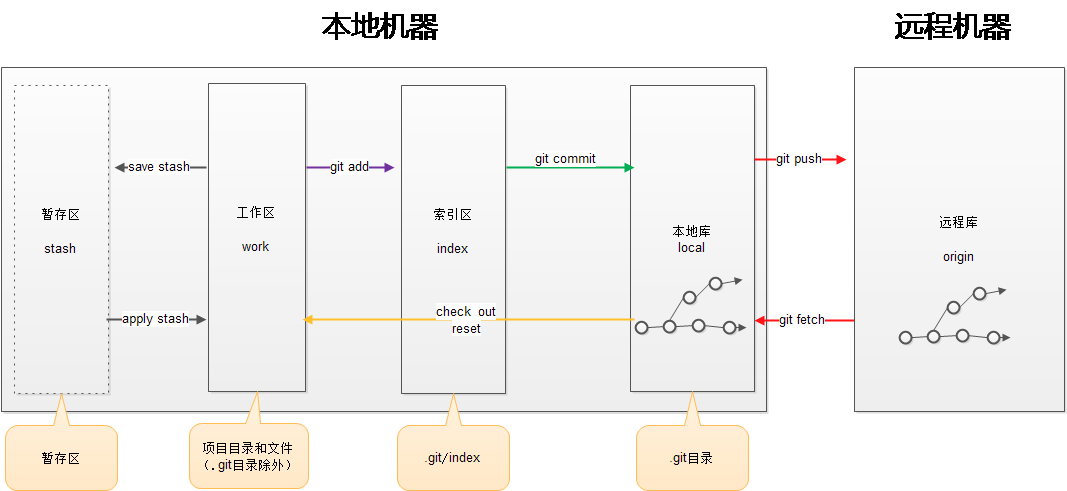 本地机器
远程机器
save stash
git add
git commit
git push
暂存区
stash
工作区
work
索引区
index
本地库
local
远程库
origin
apply stash
check out
reset
git fetch
暂存区
项目目录和文件
（.git目录除外）
.git/index
.git目录